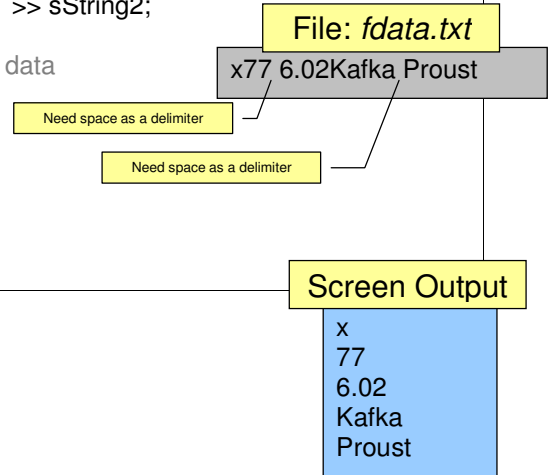 >> sString2;
File: fdata.txt
data
x77 6.02Kafka Proust
Need space as a delimiter
Need space as a delimiter
Screen Output
x
77
6.02
Kafka
Proust